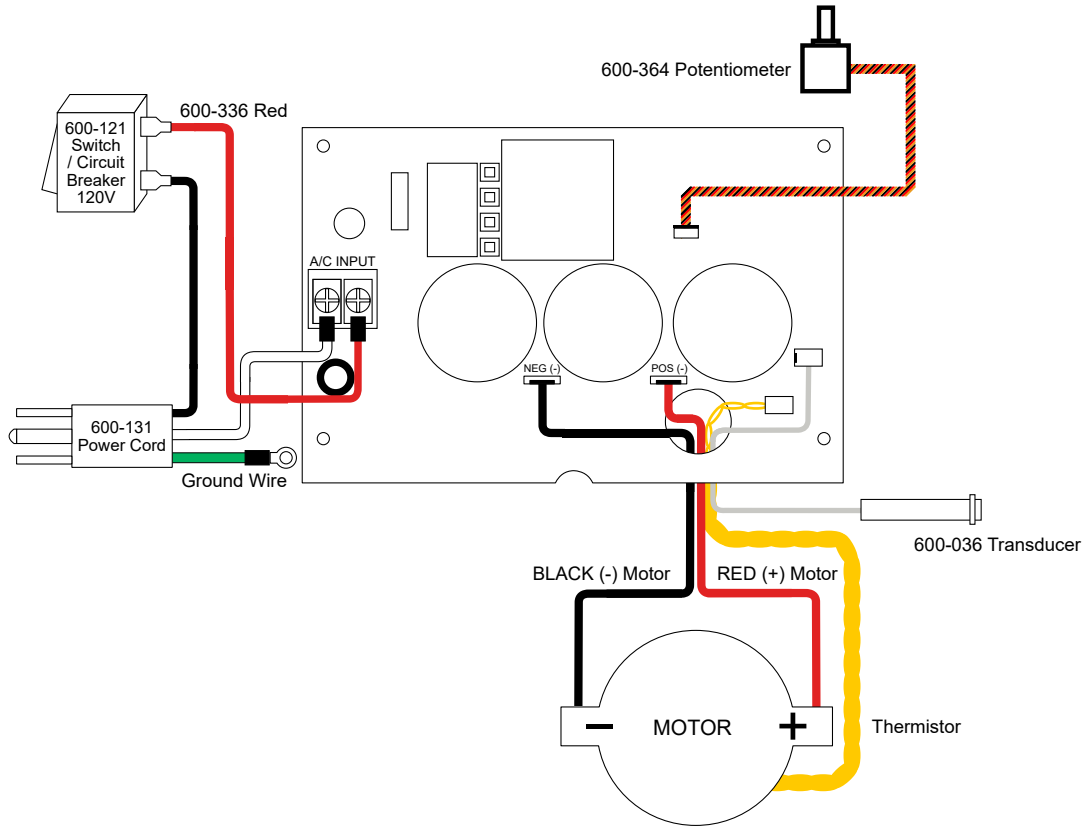 600-364 Potentiometer
600-336 Red
600-121
Switch
/ Circuit
Breaker
120V
A/C INPUT
NEG (-)
POS (-)
600-131
Power Cord
Ground Wire
600-036 Transducer
BLACK (-) Motor
RED (+) Motor
− MOTOR +
Thermistor